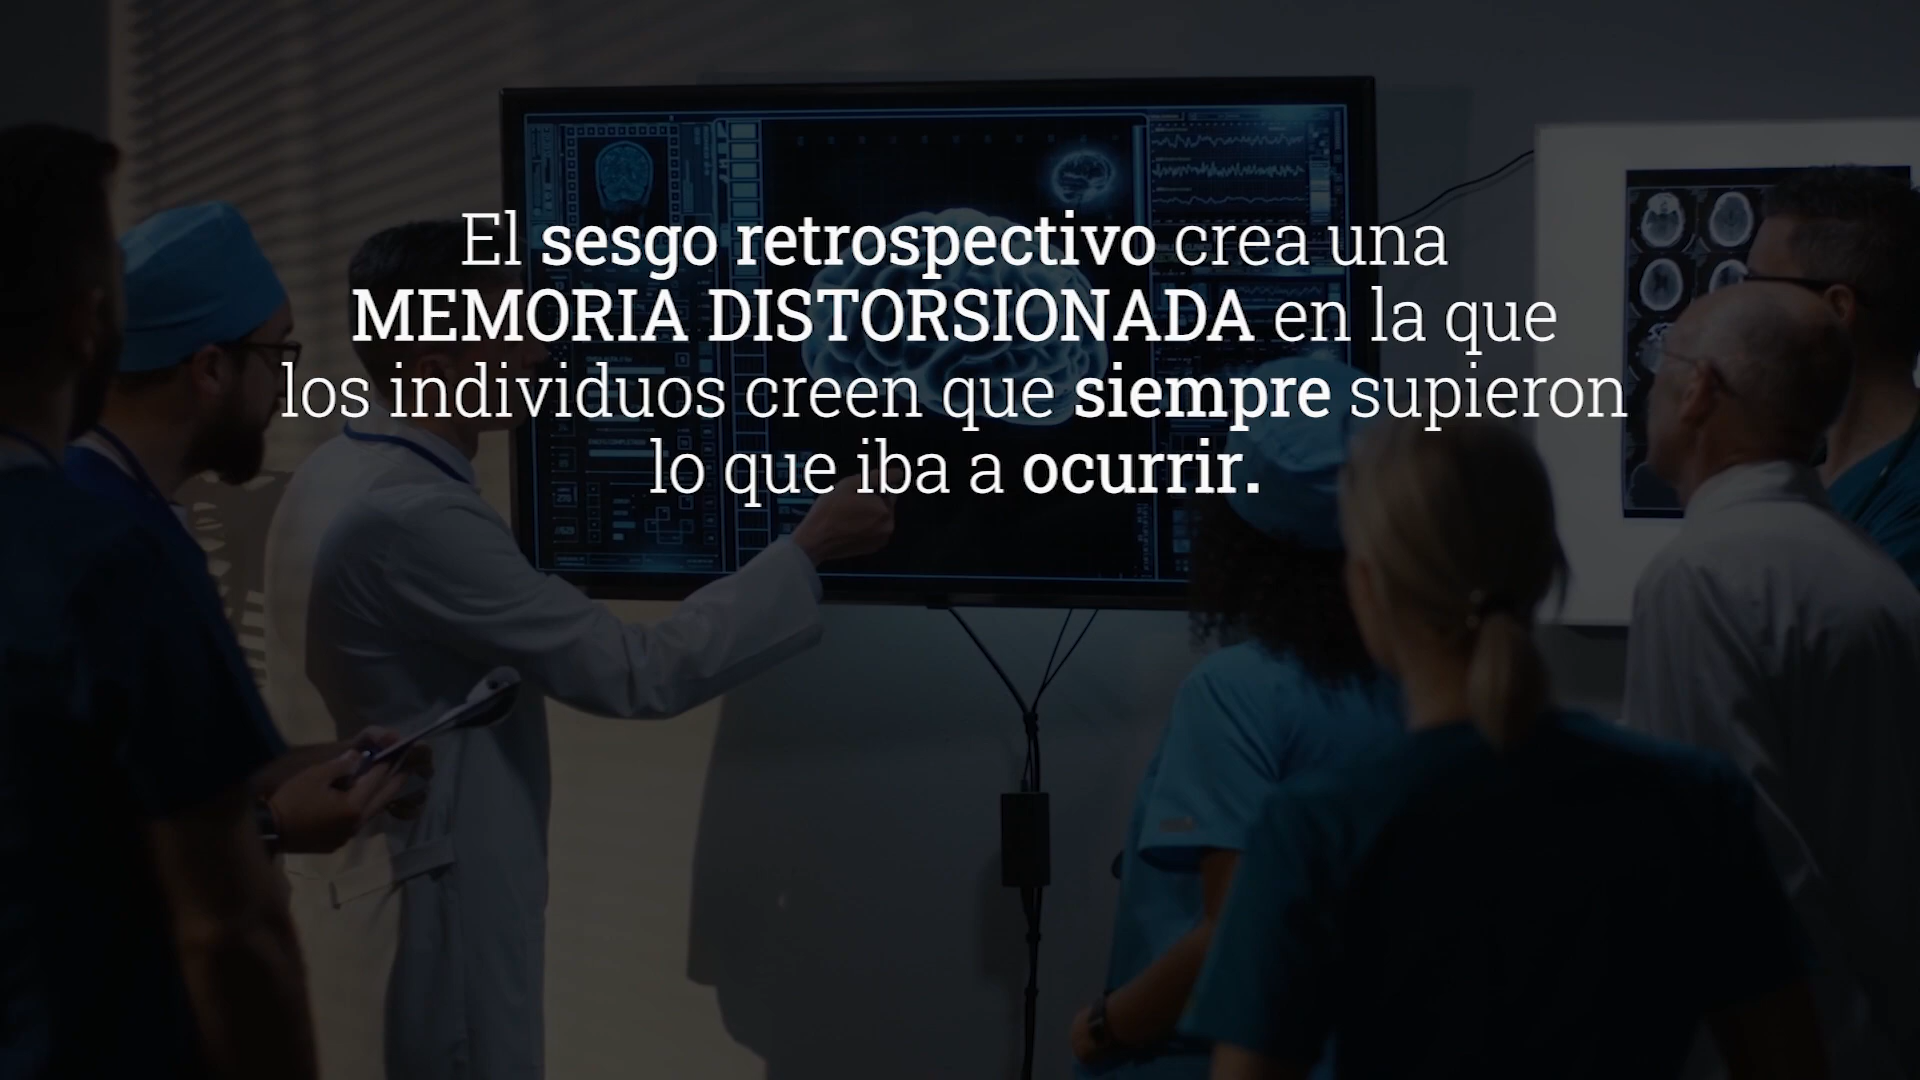 El sesgo retrospectivo crea una
MEMORIA DISTORSIONADA en la que
los individuos creen que siempre supieron
lo que iba a ocurrir.